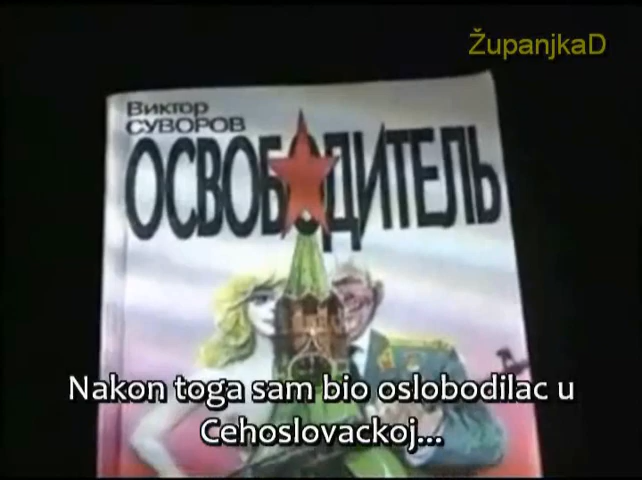 ŽupanjkaD
Виктор
СУВОРОВ
ОСВОБОДИТЕЛЬ
Nakon toga sam bio oslobodilac u
Cehoslovackoj...